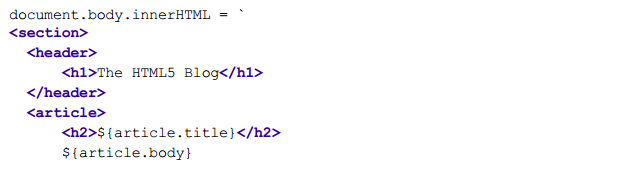 document.body.innerHTML = `
<section>
<header>
<h1>The HTML5 Blog</h1>
</header>
<article>
<h2>${article.title}</h2>
${article.body}